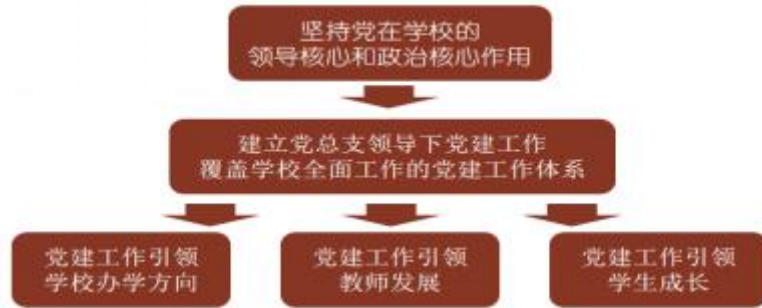 坚持党在学校的
领导核心和政治核心作用
建立党总支领导下党建工作
覆盖学校全面工作的党建工作体系
党建工作引领
学校办学方向
党建工作引领
教师发展
党建工作引领
学生成长